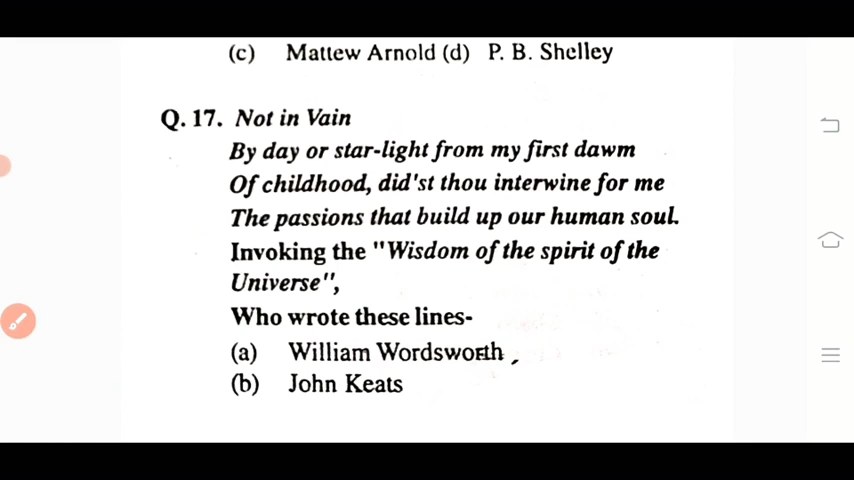 (c) Mattew Arnold (d) P. B. Shelley
Q. 17. Not in Vain
By day or star-light from my first dawm
Of childhood, did'st thou interwine for me
The passions that build up our human soul.
Invoking the "Wisdom of the spirit of the
Universe",
Who wrote these lines-
(a) William Wordsworth
(b) John Keats